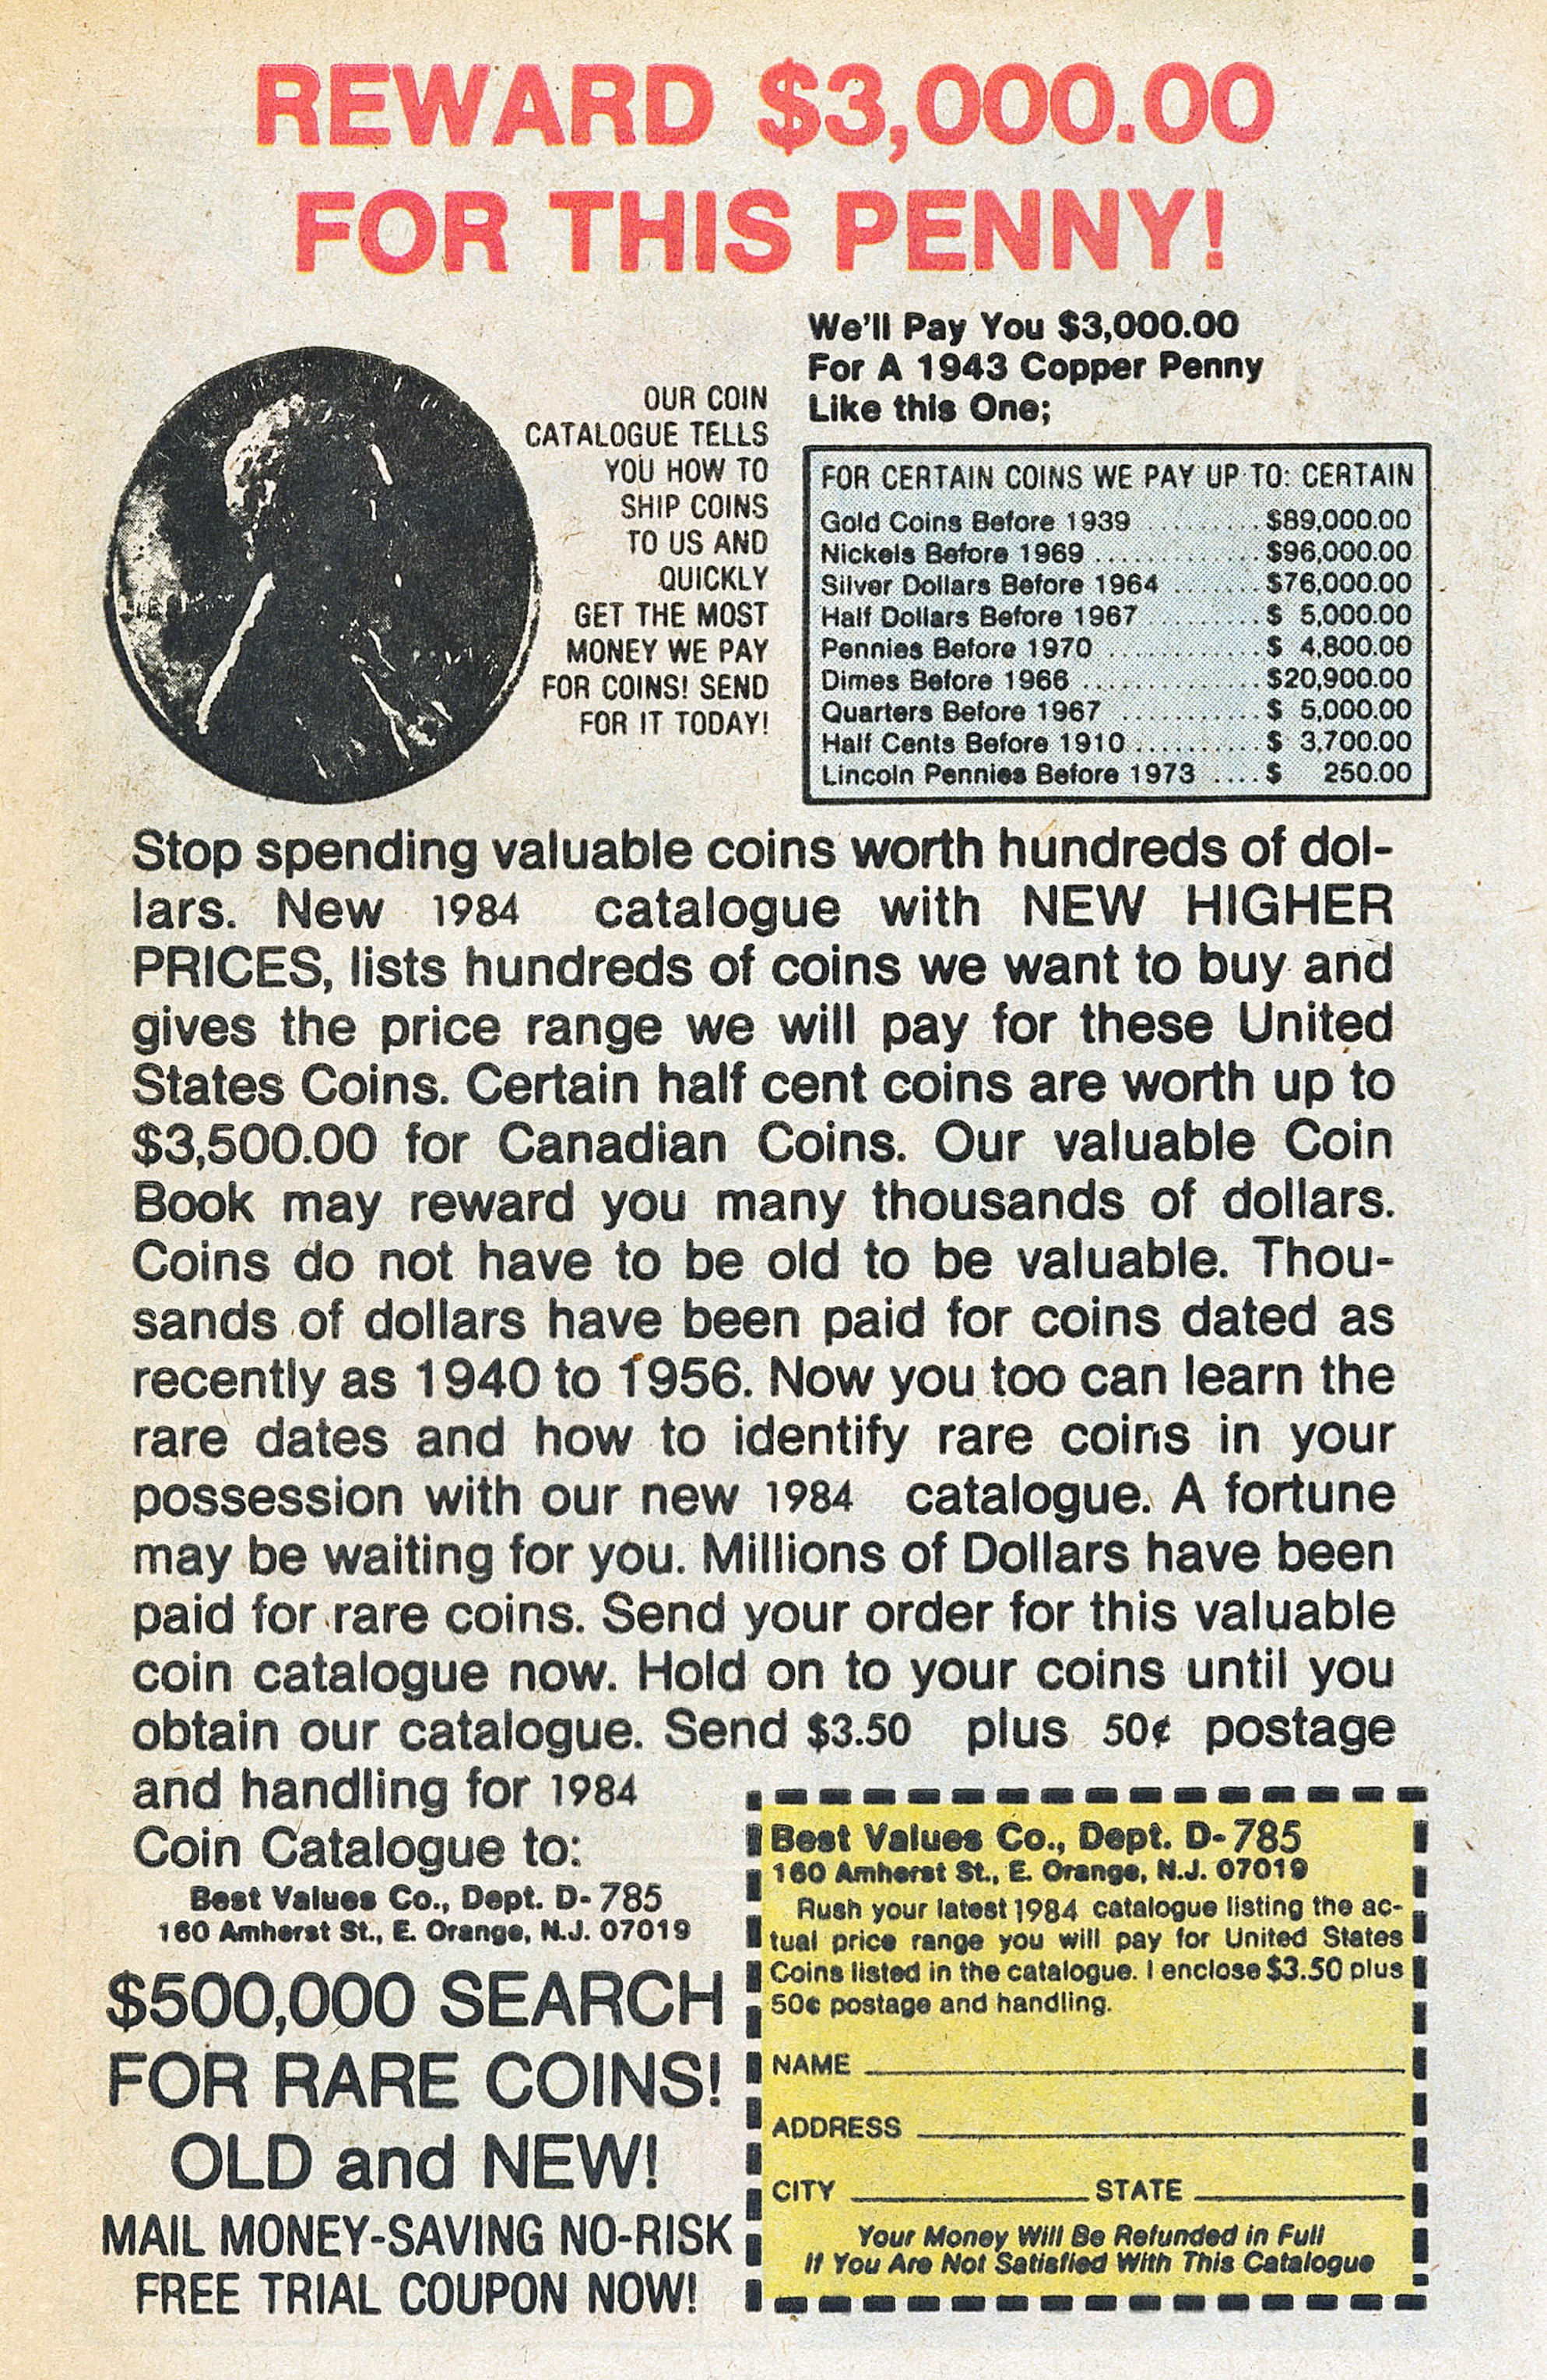 REWARD $3,000.00
FOR THIS PENNY!
OUR COIN
CATALOGUE TELLS
YOU HOW TO
SHIP COINS
TO US AND
QUICKLY
GET THE MOST
MONEY WE PAY
FOR COINS! SEND
FOR IT TODAY!
We'll Pay You $3,000.00
For A 1943 Copper Penny
Like this One;
FOR CERTAIN COINS WE PAY UP TO: CERTAIN
Gold Coins Before 1939 .......... $89,000.00
Nickels Before 1969 .............. $96,000.00
Silver Dollars Before 1964 ....... $76,000.00
Half Dollars Before 1967 .......... $ 5,000.00
Pennies Before 1970 ............. $ 4,800.00
Dimes Before 1966 ............... $20,900.00
Quarters Before 1967 ............ $ 5,000.00
Half Cents Before 1910 ........... $ 3,700.00
Lincoln Pennies Before 1973 .... $ 250.00
Stop spending valuable coins worth hundreds of dol-
lars. New 1984 catalogue with NEW HIGHER
PRICES, lists hundreds of coins we want to buy and
gives the price range we will pay for these United
States Coins. Certain half cent coins are worth up to
$3,500.00 for Canadian Coins. Our valuable Coin
Book may reward you many thousands of dollars.
Coins do not have to be old to be valuable. Thou-
sands of dollars have been paid for coins dated as
recently as 1940 to 1956. Now you too can learn the
rare dates and how to identify rare coins in your
possession with our new 1984 catalogue. A fortune
may be waiting for you. Millions of Dollars have been
paid for rare coins. Send your order for this valuable
coin catalogue now. Hold on to your coins until you
obtain our catalogue. Send $3.50 plus 50¢ postage
and handling for 1984
Coin Catalogue to:
Best Values Co., Dept. D-785
160 Amherst St., E. Orange, N.J. 07019
$500,000 SEARCH
FOR RARE COINS!
OLD and NEW!
MAIL MONEY-SAVING NO-RISK
FREE TRIAL COUPON NOW!
Best Values Co., Dept. D-785
160 Amherst St., E. Orange, N.J. 07019
Rush your latest 1984 catalogue listing the ac-
tual price range you will pay for United States
Coins listed in the catalogue. I enclose $3.50 plus
50¢ postage and handling.
NAME
ADDRESS
CITY STATE
Your Money Will Be Refunded in Full
If You Are Not Satisfied With This Catalogue